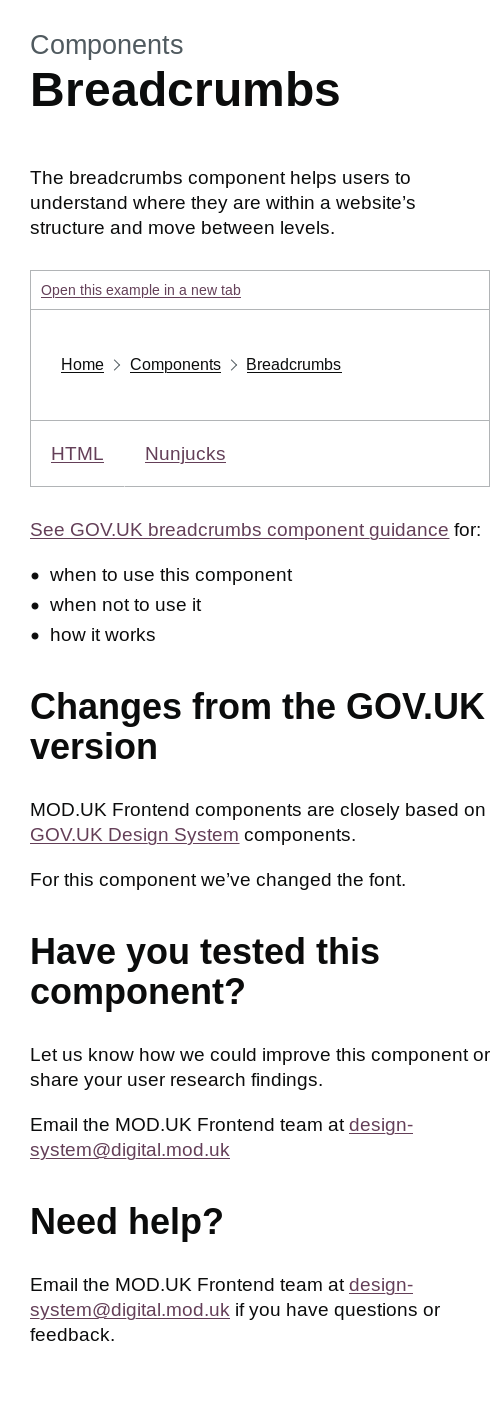 Components
Breadcrumbs
The breadcrumbs component helps users to
understand where they are within a website’s
structure and move between levels.
Open this example in a new tab
Home Components Breadcrumbs
HTML Nunjucks
See GOV.UK breadcrumbs component guidance for:
• when to use this component
• when not to use it
• how it works
Changes from the GOV.UK
version
MOD.UK Frontend components are closely based on
GOV.UK Design System components.
For this component we’ve changed the font.
Have you tested this
component?
Let us know how we could improve this component or
share your user research findings.
Email the MOD.UK Frontend team at design-
system@digital.mod.uk
Need help?
Email the MOD.UK Frontend team at design-
system@digital.mod.uk if you have questions or
feedback.